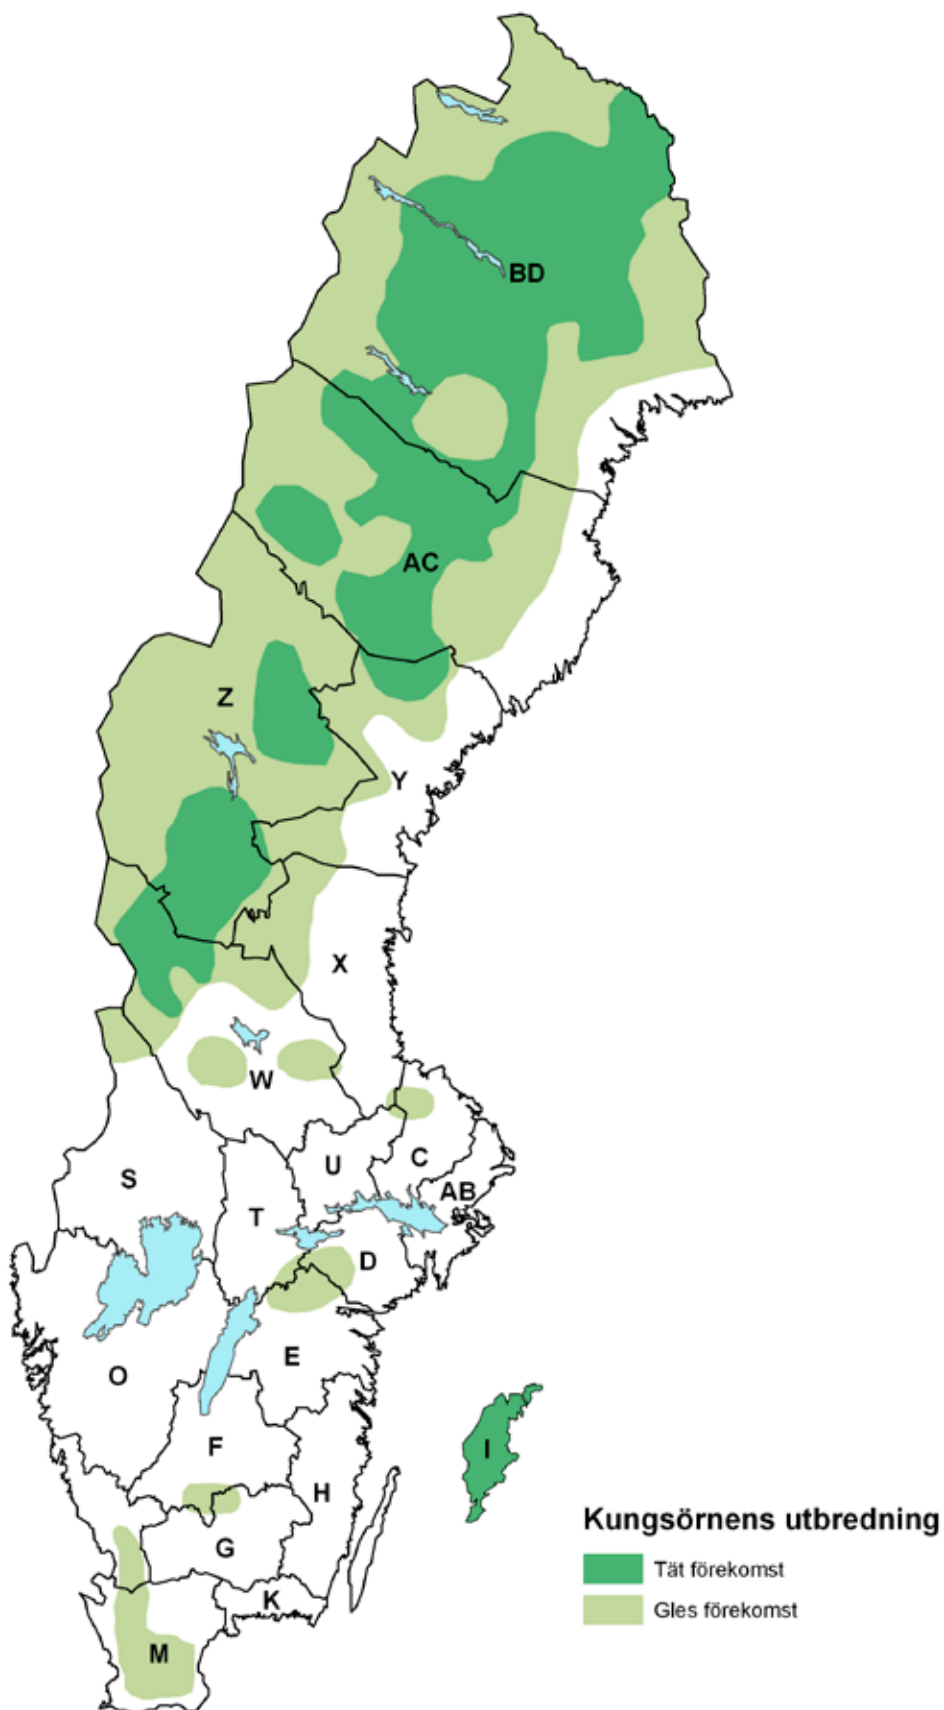 BD
AC
Z
Y
X
W
S
U
C
AB
T
D
O
E
F
I
H
G
K
M
Kungsörnens utbredning
Tät förekomst
Gles förekomst